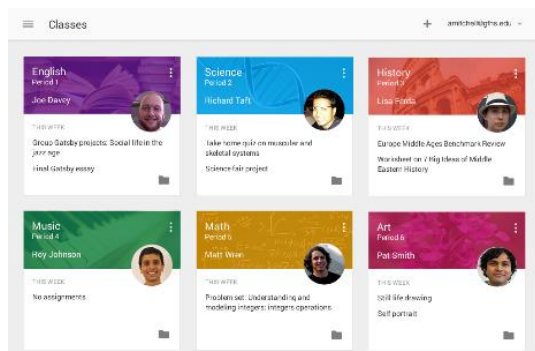 Classes
+ amitchell@gths.edu
English
Period 1
Joe Davey
THIS WEEK
Group Gatsby projects: Social life in the
jazz age
Final Gatsby essay
Science
Period 2
Richard Taft
THIS WEEK
Take home quiz on muscular and
skeletal systems
Science fair project
History
Period 3
Lisa Ferda
THIS WEEK
Europe Middle Ages Benchmark Review
Worksheet on 7 Big Ideas of Middle
Eastern History
Music
Period 4
Roy Johnson
THIS WEEK
No assignments
Math
Period 5
Matt Wien
THIS WEEK
Problem set: Understanding and
modeling integers: integers operations
Art
Period 6
Pat Smith
THIS WEEK
Still life drawing
Self portrait